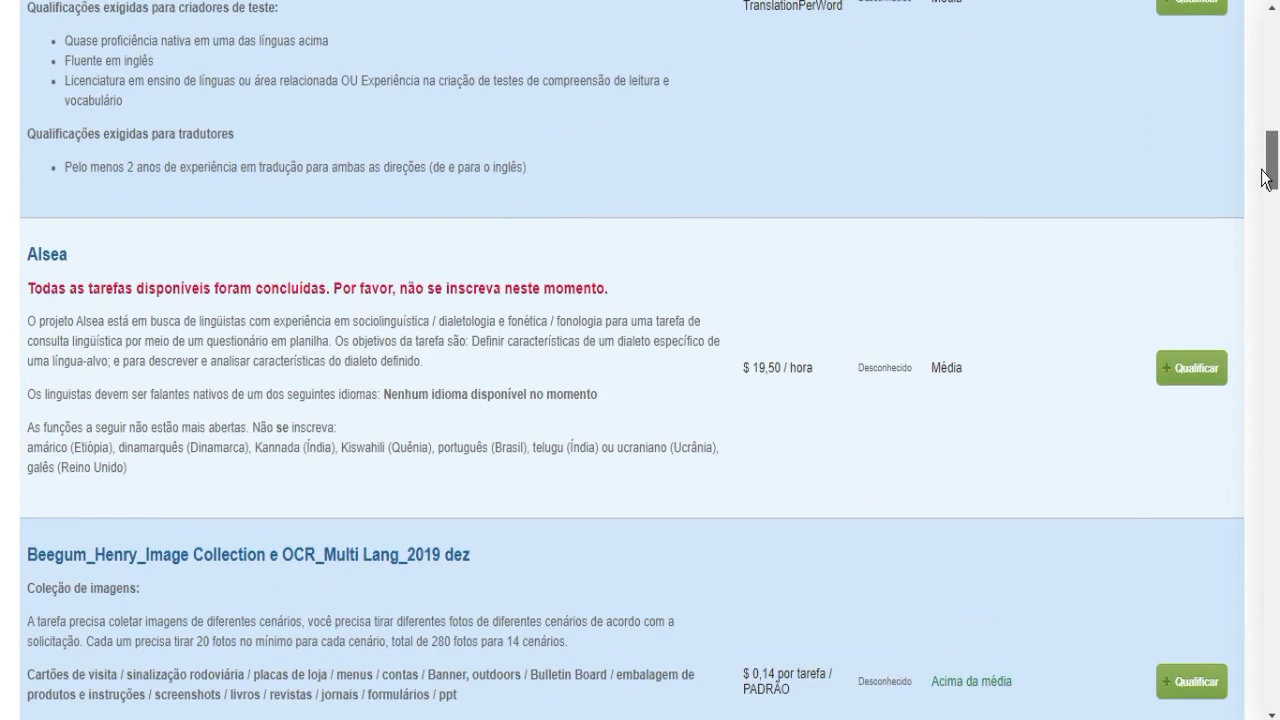 Qualificações exigidas para criadores de teste:
TranslationPerWord
Quase proficiência nativa em uma das línguas acima
Fluente em inglês
Licenciatura em ensino de línguas ou área relacionada OU Experiência na criação de testes de compreensão de leitura e
vocabulário
Qualificações exigidas para tradutores
Pelo menos 2 anos de experiência em tradução para ambas as direções (de e para o inglês)
Alsea
Todas as tarefas disponíveis foram concluídas. Por favor, não se inscreva neste momento.
O projeto Alsea está em busca de lingüistas com experiência em sociolinguística / dialetologia e fonética / fonologia para uma tarefa de
consulta lingüística por meio de um questionário em planilha. Os objetivos da tarefa são: Definir características de um dialeto específico de
uma língua-alvo; e para descrever e analisar características do dialeto definido.
$ 19,50 / hora
Desconhecido
Média
+ Qualificar
Os linguistas devem ser falantes nativos de um dos seguintes idiomas: Nenhum idioma disponível no momento
As funções a seguir não estão mais abertas. Não se inscreva:
amárico (Etiópia), dinamarquês (Dinamarca), Kannada (Índia), Kiswahili (Quênia), português (Brasil), telugu (Índia) ou ucraniano (Ucrânia),
galês (Reino Unido)
Beegum_Henry_Image Collection e OCR_Multi Lang_2019 dez
Coleção de imagens:
A tarefa precisa coletar imagens de diferentes cenários, você precisa tirar diferentes fotos de diferentes cenários de acordo com a
solicitação. Cada um precisa tirar 20 fotos no mínimo para cada cenário, total de 280 fotos para 14 cenários.
Cartões de visita / sinalização rodoviária / placas de loja / menus / contas / Banner, outdoors / Bulletin Board / embalagem de
produtos e instruções / screenshots / livros / revistas / jornais / formulários / ppt
$ 0,14 por tarefa /
PADRÃO
Desconhecido
Acima da média
+ Qualificar